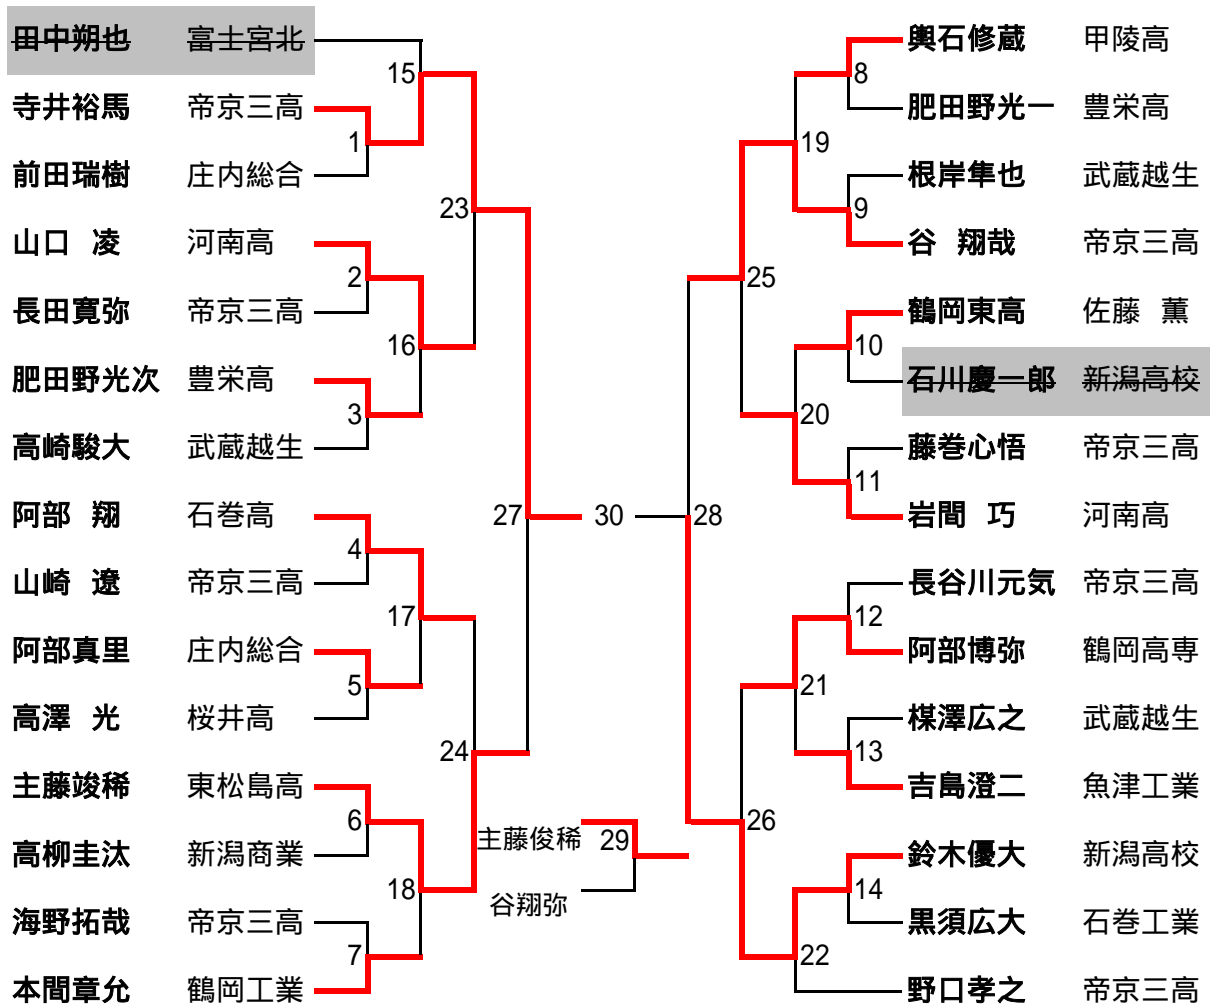 田中朔也 富士宮北
寺井裕馬 帝京三高
前田瑞樹 庄内総合
山口 凌 河南高
長田寛弥 帝京三高
肥田野光次 豊栄高
高崎駿大 武蔵越生
阿部 翔 石巻高
山崎 遼 帝京三高
阿部真里 庄内総合
高澤 光 桜井高
主藤竣稀 東松島高
高柳圭汰 新潟商業
海野拓哉 帝京三高
本間章允 鶴岡工業
1
2
3
4
5
6
7
15
16
17
18
23
24
27
30
28
主藤俊稀 29
谷翔弥
25
26
19
20
21
22
8
9
10
11
12
13
14
輿石修蔵 甲陵高
肥田野光一 豊栄高
根岸隼也 武蔵越生
谷 翔哉 帝京三高
鶴岡東高 佐藤 薫
石川慶一郎 新潟高校
藤巻心悟 帝京三高
岩間 巧 河南高
長谷川元気 帝京三高
阿部博弥 鶴岡高専
楳澤広之 武蔵越生
吉島澄二 魚津工業
鈴木優大 新潟高校
黒須広大 石巻工業
野口孝之 帝京三高